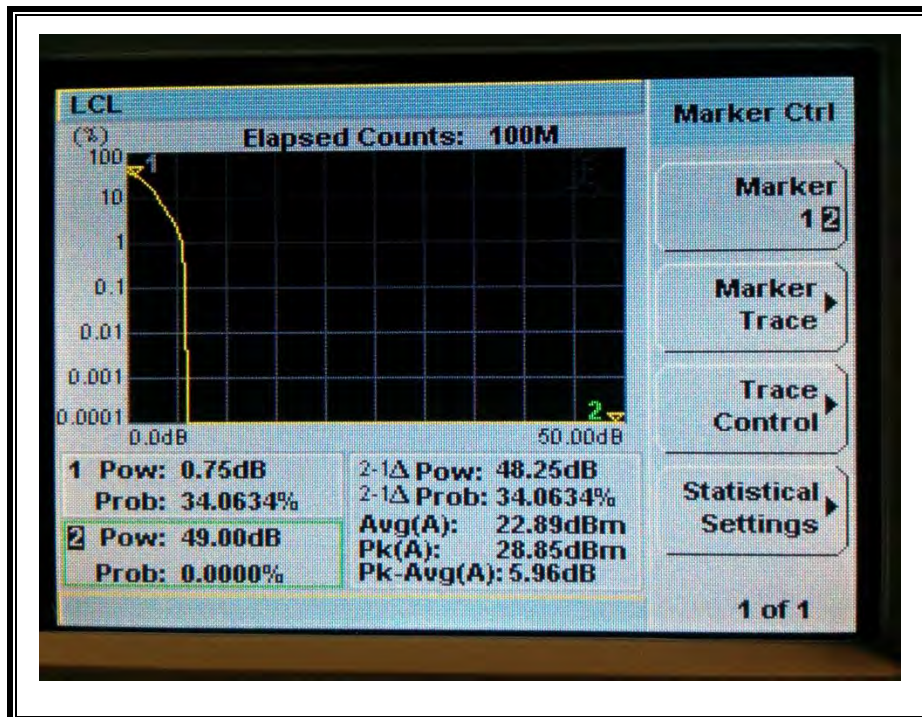 LCL
(%)
Elapsed Counts: 100M
100
10
1
0.1
0.01
0.001
0.0001
1
2
0.0dB
50.00dB
1 Pow: 0.75dB
Prob: 34.0634%
2 Pow: 49.00dB
Prob: 0.0000%
2-1Δ Pow: 48.25dB
2-1Δ Prob: 34.0634%
Avg(A): 22.89dBm
Pk(A): 28.85dBm
Pk-Avg(A): 5.96dB
Marker Ctrl
Marker
1 2
Marker
Trace
Trace
Control
Statistical
Settings
1 of 1